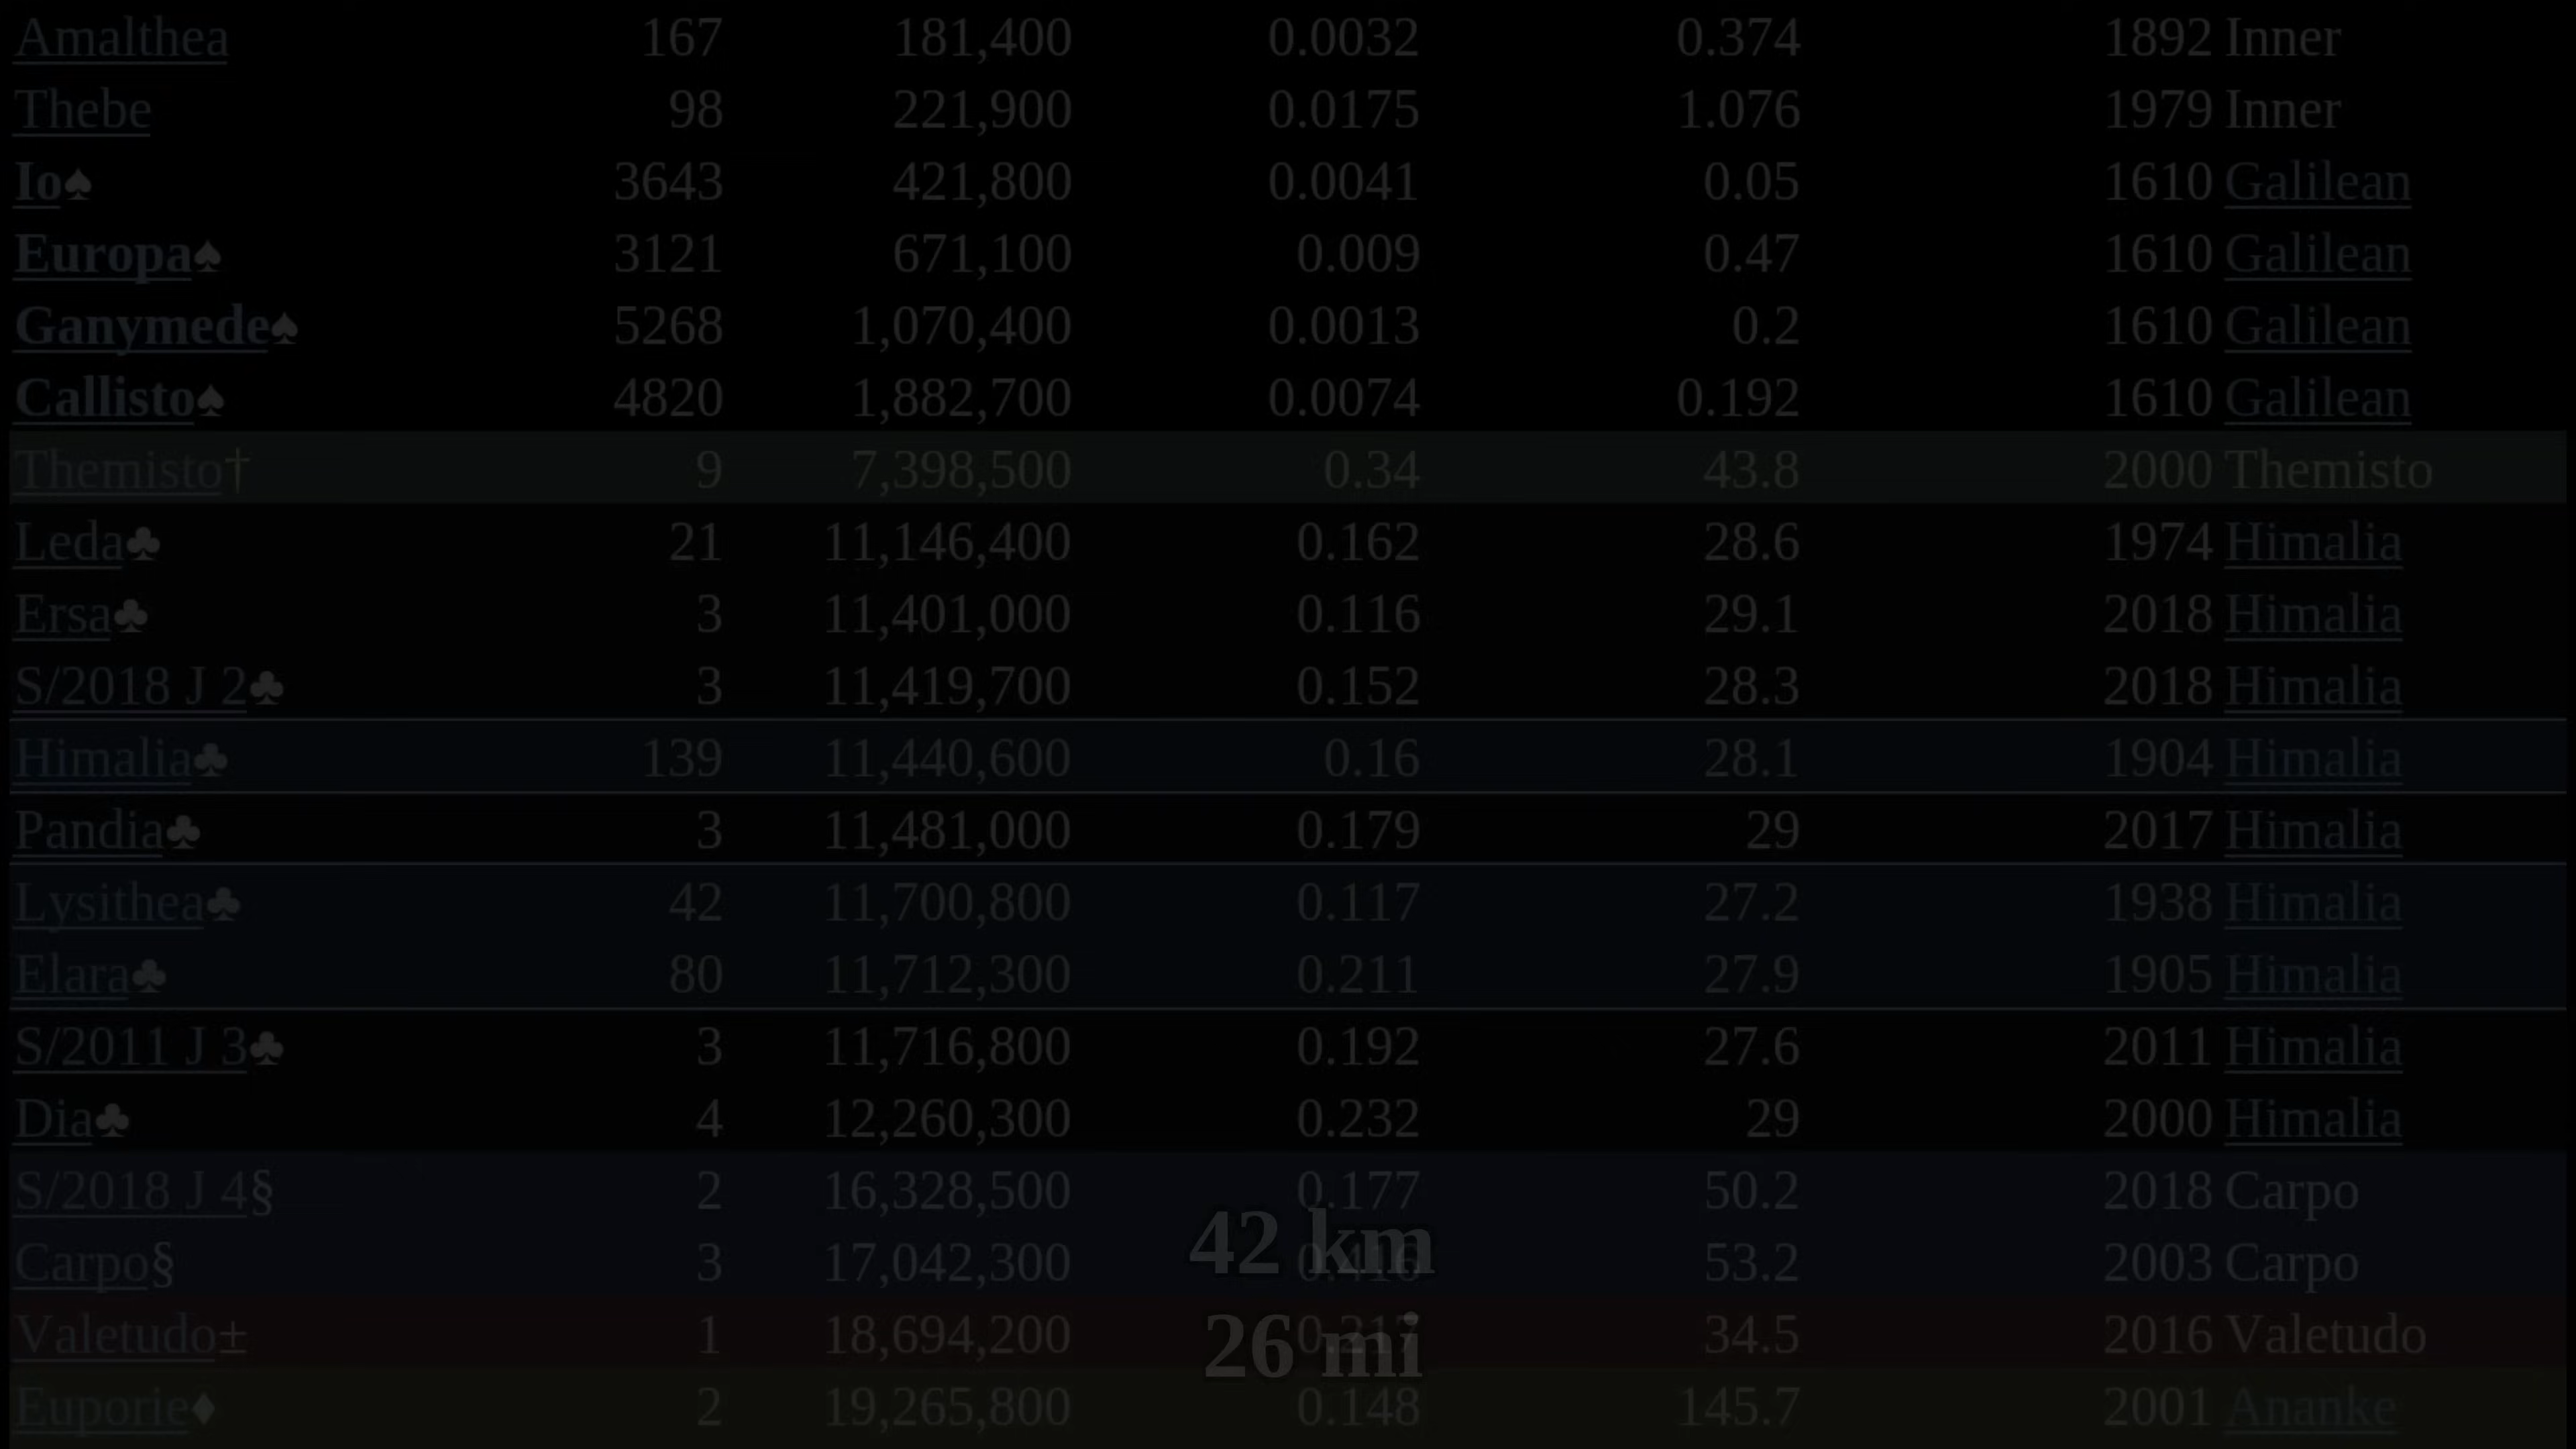 Amalthea 167 181,400 0.0032 0.374 1892 Inner
Thebe 98 221,900 0.0175 1.076 1979 Inner
Io♠ 3643 421,800 0.0041 0.05 1610 Galilean
Europa♠ 3121 671,100 0.009 0.47 1610 Galilean
Ganymede♠ 5268 1,070,400 0.0013 0.2 1610 Galilean
Callisto♠ 4820 1,882,700 0.0074 0.192 1610 Galilean
Themisto† 9 7,398,500 0.34 43.8 2000 Themisto
Leda♣ 21 11,146,400 0.162 28.6 1974 Himalia
Ersa♣ 3 11,401,000 0.116 29.1 2018 Himalia
S/2018 J 2♣ 3 11,419,700 0.152 28.3 2018 Himalia
Himalia♣ 139 11,440,600 0.16 28.1 1904 Himalia
Pandia♣ 3 11,481,000 0.179 29 2017 Himalia
Lysithea♣ 42 11,700,800 0.117 27.2 1938 Himalia
Elara♣ 80 11,712,300 0.211 27.9 1905 Himalia
S/2011 J 3♣ 3 11,716,800 0.192 27.6 2011 Himalia
Dia♣ 4 12,260,300 0.232 29 2000 Himalia
S/2018 J 4§ 2 16,328,500 0.177 50.2 2018 Carpo
42 km
Carpo§ 3 17,042,300 0.416 53.2 2003 Carpo
26 mi
Valetudo± 1 18,694,200 0.217 34.5 2016 Valetudo
Euporie♦ 2 19,265,800 0.148 145.7 2001 Ananke